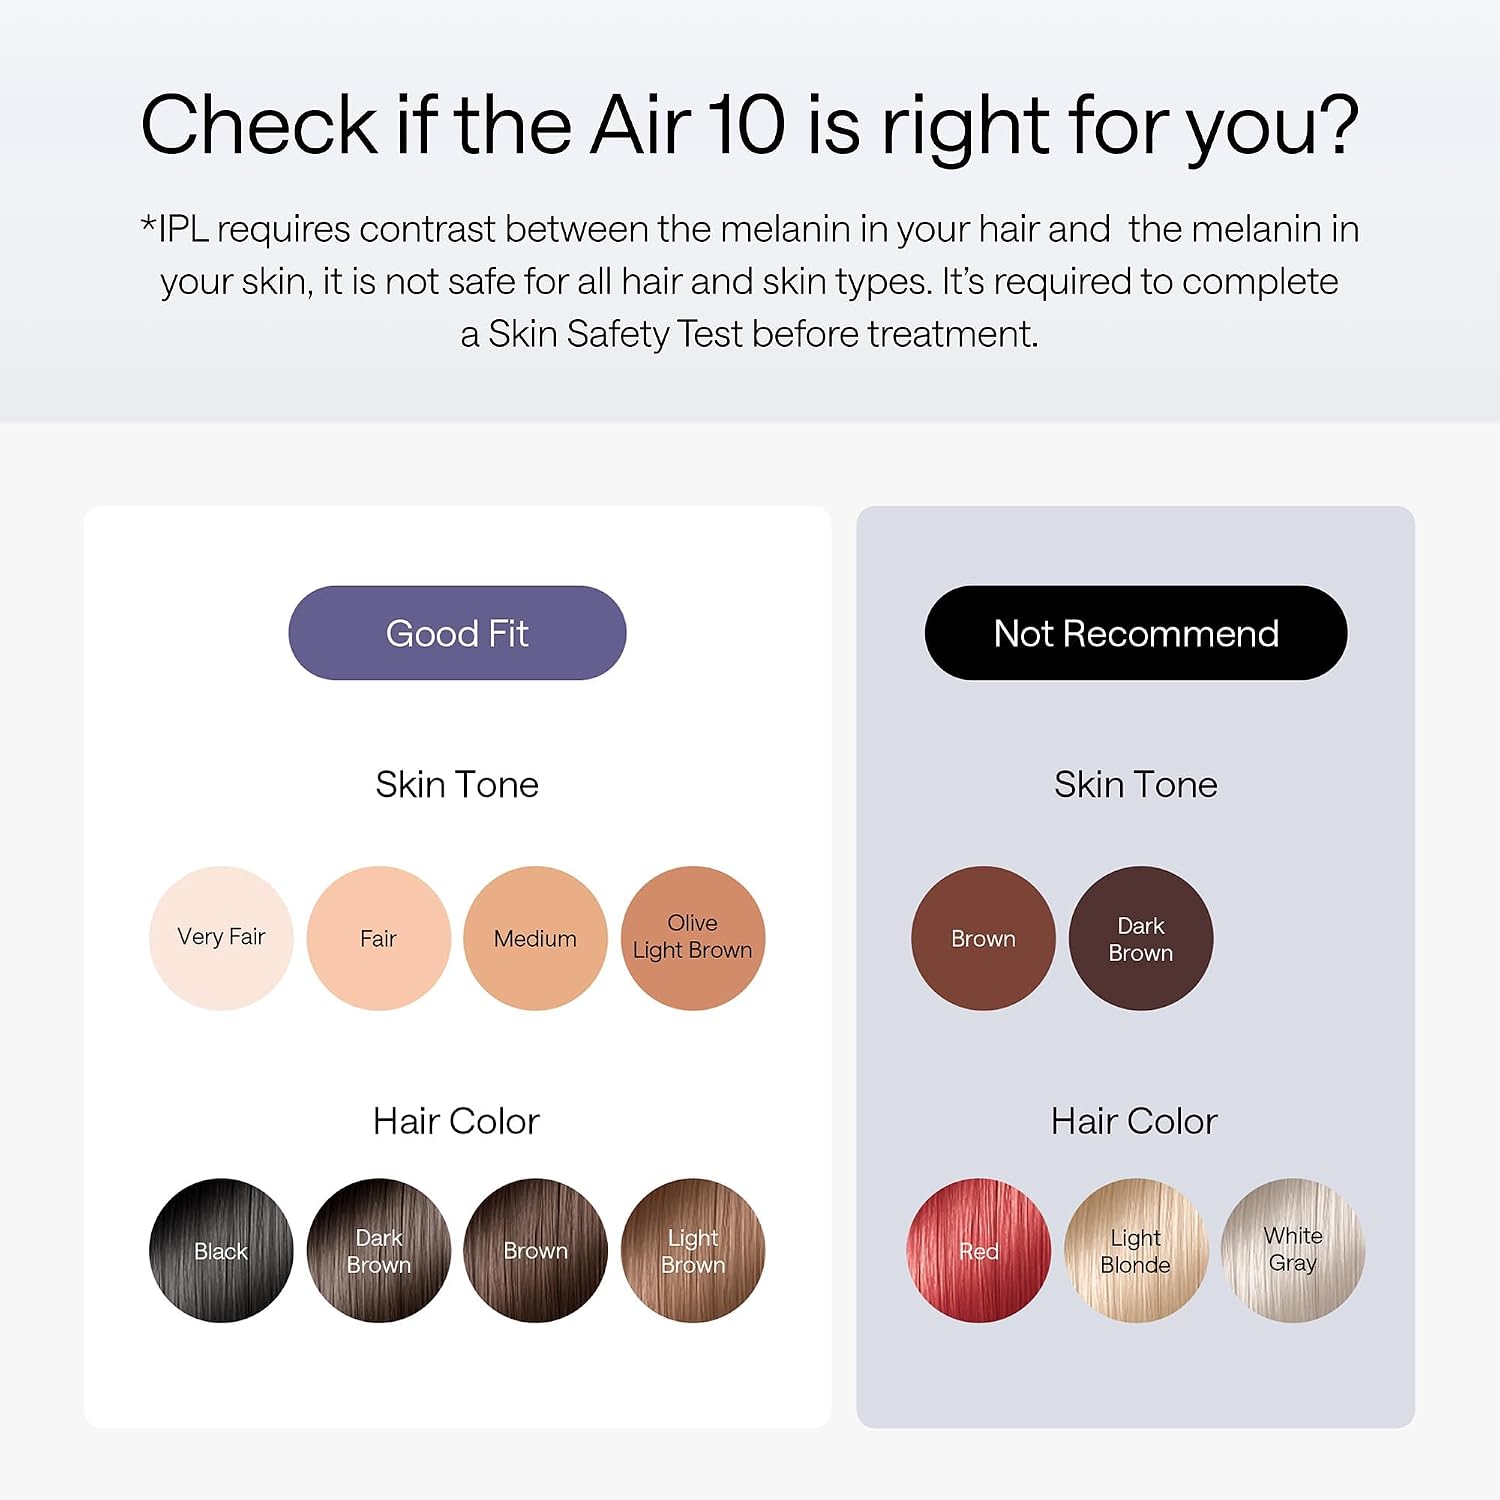 Check if the Air 10 is right for you?
*IPL requires contrast between the melanin in your hair and the melanin in
your skin, it is not safe for all hair and skin types. It’s required to complete
a Skin Safety Test before treatment.
Good Fit
Skin Tone
Very Fair
Fair
Medium
Olive
Light Brown
Hair Color
Black
Dark
Brown
Brown
Light
Brown
Not Recommend
Skin Tone
Brown
Dark
Brown
Hair Color
Red
Light
Blonde
White
Gray